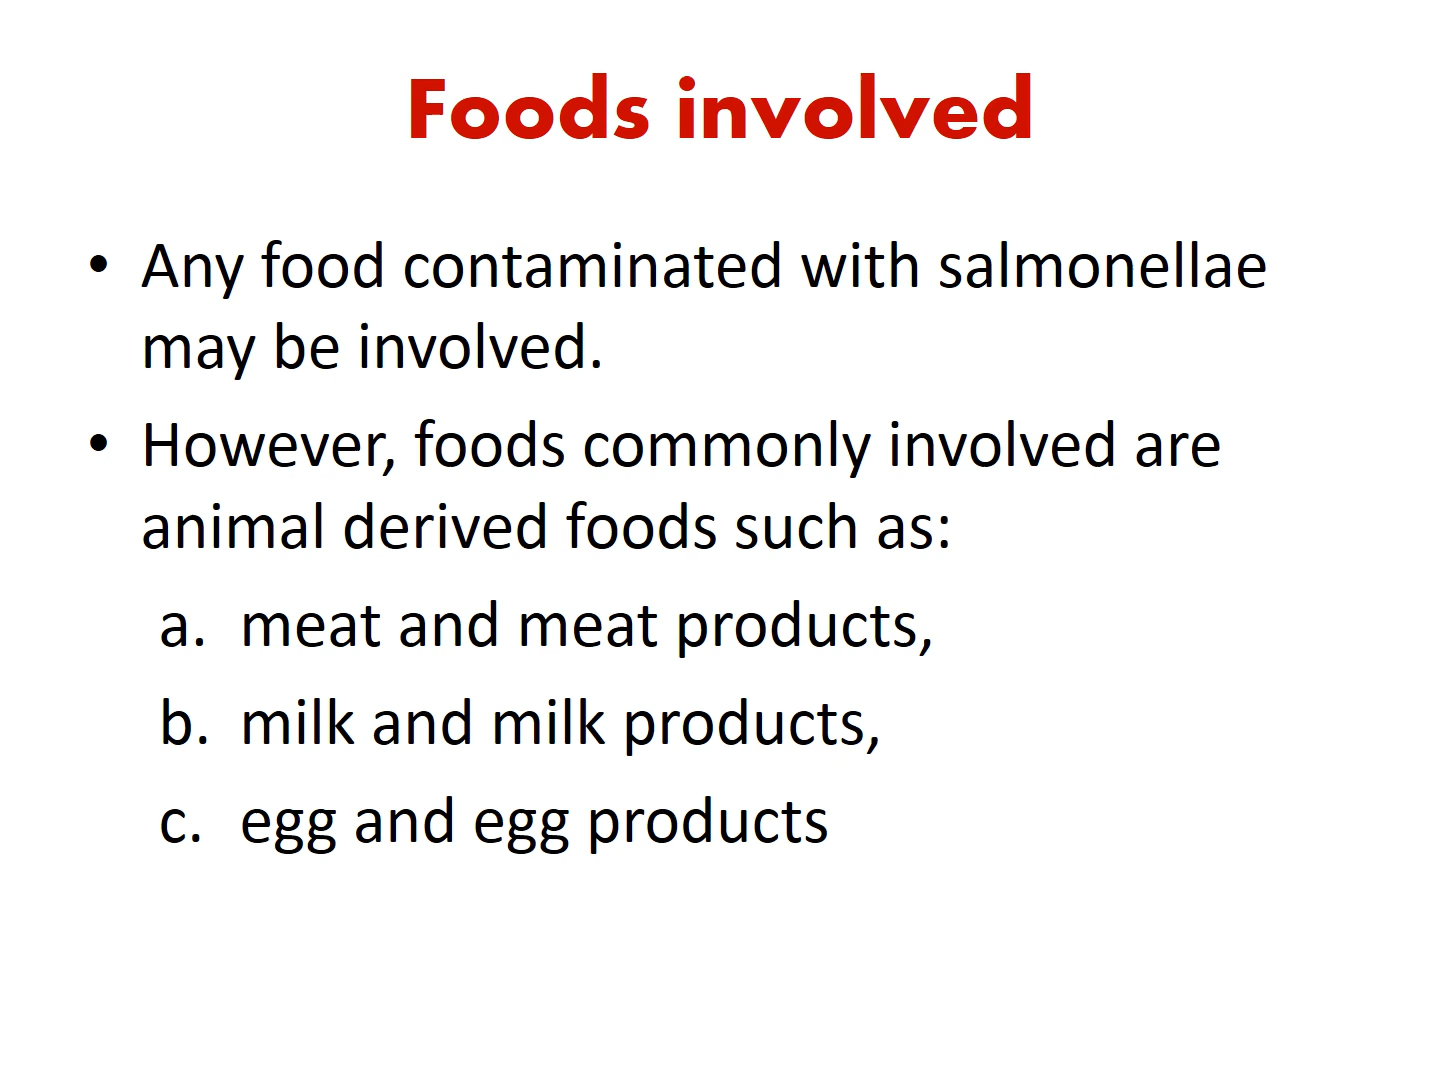 Foods involved
• Any food contaminated with salmonellae
may be involved.
• However, foods commonly involved are
animal derived foods such as:
a. meat and meat products,
b. milk and milk products,
c. egg and egg products